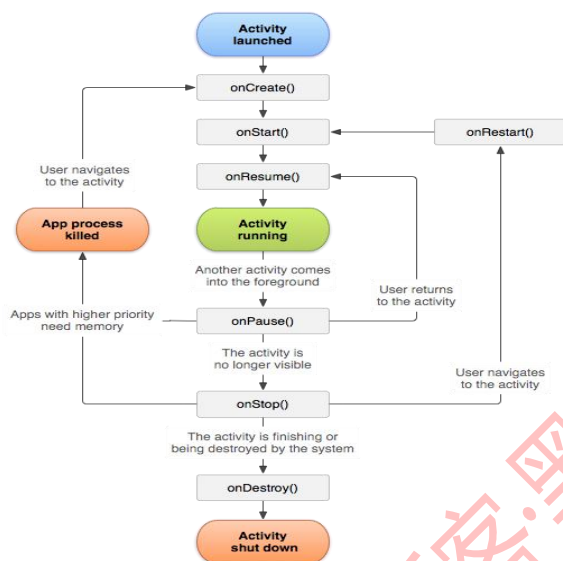 Activity
launched
onCreate()
onStart()
onRestart()
User navigates
to the activity
onResume()
App process
killed
Activity
running
Another activity comes
into the foreground
User returns
to the activity
Apps with higher priority
need memory
onPause()
The activity is
no longer visible
User navigates
to the activity
onStop()
The activity is finishing or
being destroyed by the system
onDestroy()
Activity
shut down
客·黑